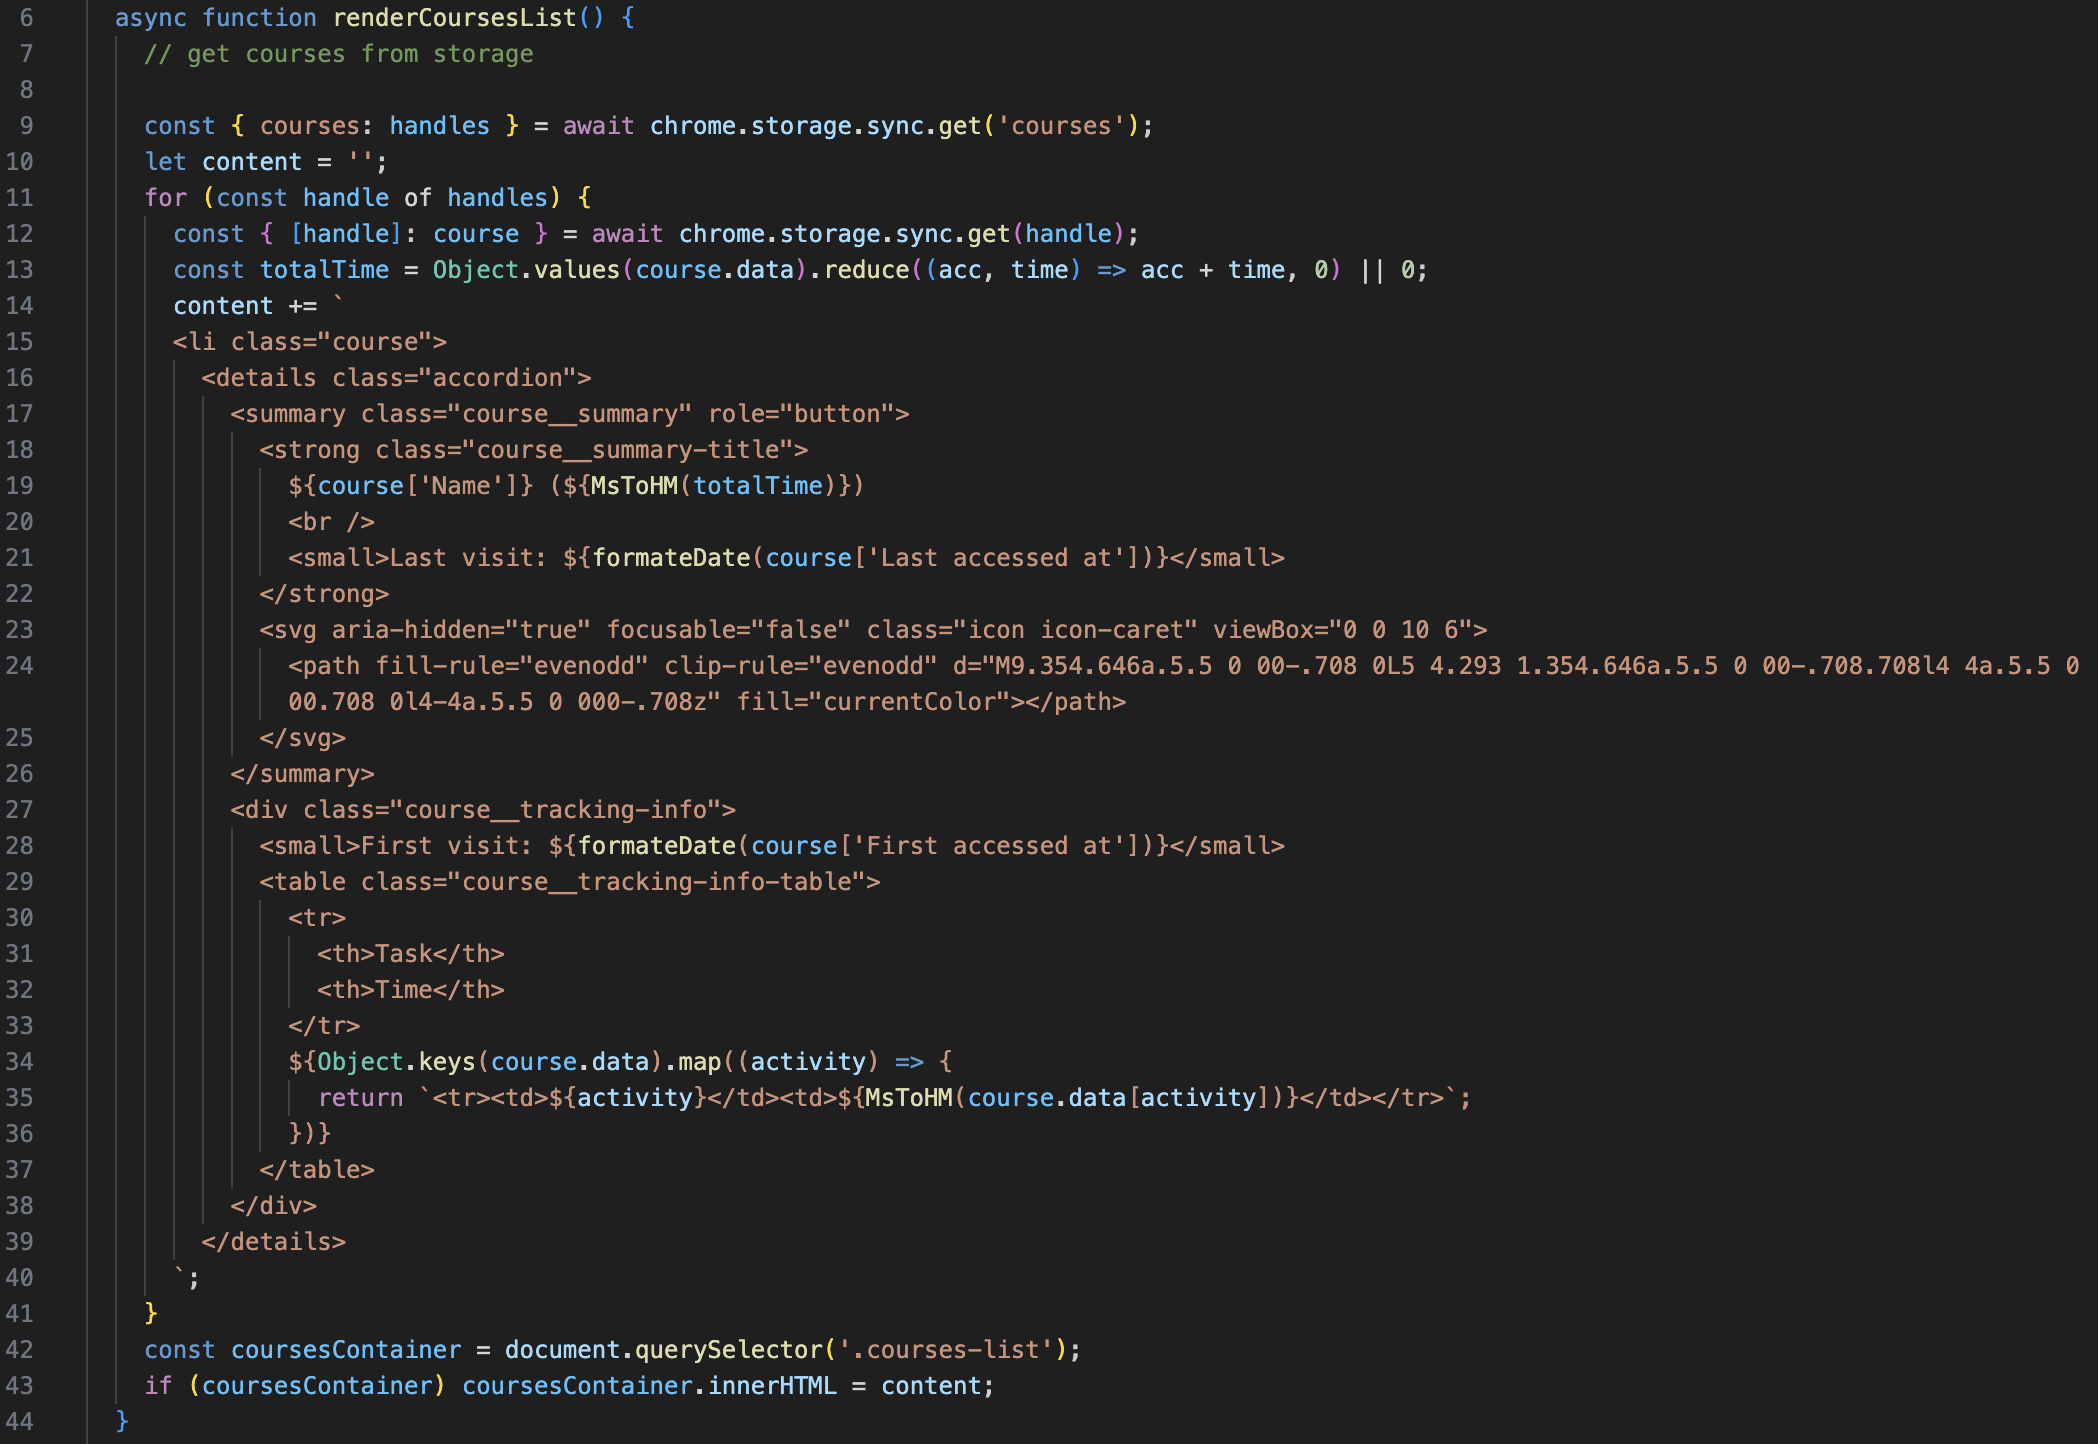 6 async function renderCoursesList() {
7 // get courses from storage
8
9 const { courses: handles } = await chrome.storage.sync.get('courses');
10 let content = '';
11 for (const handle of handles) {
12 const { [handle]: course } = await chrome.storage.sync.get(handle);
13 const totalTime = Object.values(course.data).reduce((acc, time) => acc + time, 0) || 0;
14 content += `
15 <li class="course">
16 <details class="accordion">
17 <summary class="course__summary" role="button">
18 <strong class="course__summary-title">
19 ${course['Name']} (${MsToHM(totalTime)})
20 <br />
21 <small>Last visit: ${formateDate(course['Last accessed at'])}</small>
22 </strong>
23 <svg aria-hidden="true" focusable="false" class="icon icon-caret" viewBox="0 0 10 6">
24 <path fill-rule="evenodd" clip-rule="evenodd" d="M9.354.646a.5.5 0 00-.708 0L5 4.293 1.354.646a.5.5 0 00-.708.708l4 4a.5.5 0
00.708 0l4-4a.5.5 0 000-.708z" fill="currentColor"></path>
25 </svg>
26 </summary>
27 <div class="course__tracking-info">
28 <small>First visit: ${formateDate(course['First accessed at'])}</small>
29 <table class="course__tracking-info-table">
30 <tr>
31 <th>Task</th>
32 <th>Time</th>
33 </tr>
34 ${Object.keys(course.data).map((activity) => {
35 return `<tr><td>${activity}</td><td>${MsToHM(course.data[activity])}</td></tr>`;
36 })}
37 </table>
38 </div>
39 </details>
40 `;
41 }
42 const coursesContainer = document.querySelector('.courses-list');
43 if (coursesContainer) coursesContainer.innerHTML = content;
44 }